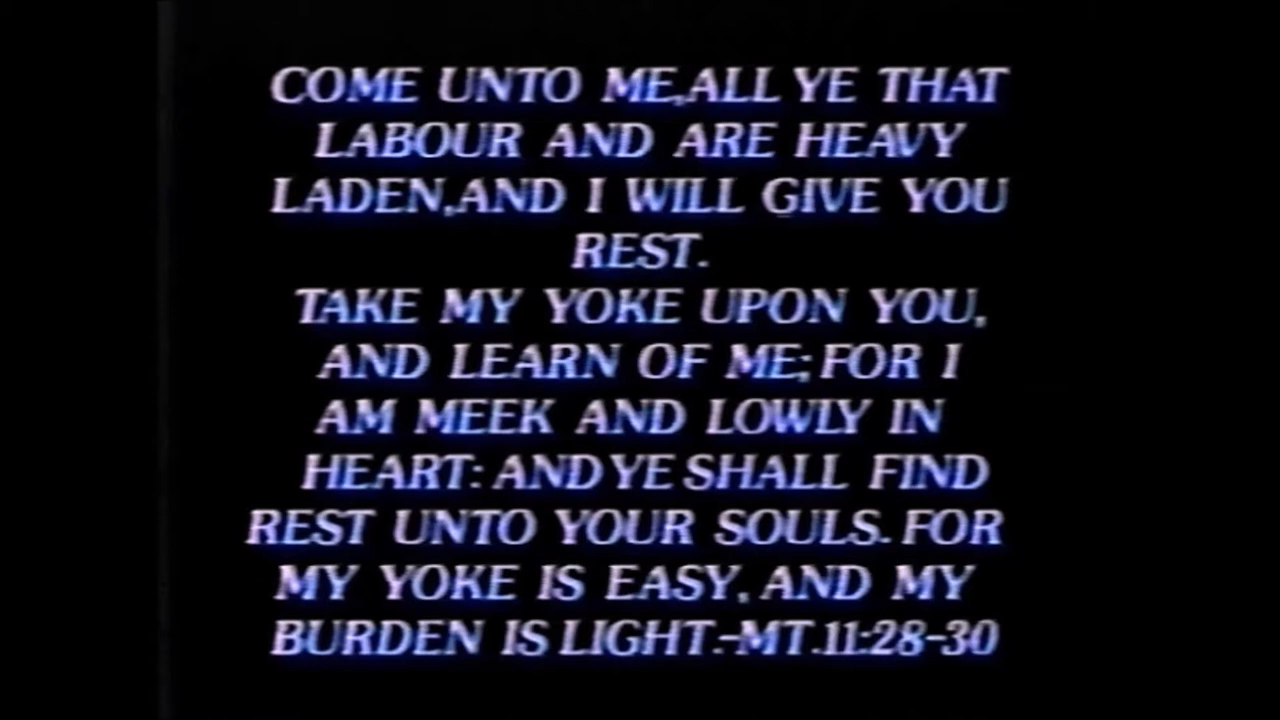 COME UNTO ME,ALL YE THAT
LABOUR AND ARE HEAVY
LADEN,AND I WILL GIVE YOU
REST.
TAKE MY YOKE UPON YOU,
AND LEARN OF ME; FOR I
AM MEEK AND LOWLY IN
HEART: AND YE SHALL FIND
REST UNTO YOUR SOULS. FOR
MY YOKE IS EASY, AND MY
BURDEN IS LIGHT.-MT.11:28-30